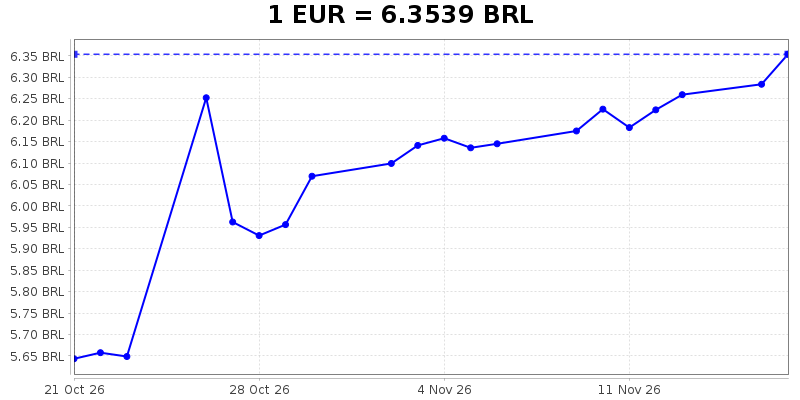 1 EUR = 6.3539 BRL
6.35 BRL
6.30 BRL
6.25 BRL
6.20 BRL
6.15 BRL
6.10 BRL
6.05 BRL
6.00 BRL
5.95 BRL
5.90 BRL
5.85 BRL
5.80 BRL
5.75 BRL
5.70 BRL
5.65 BRL
21 Oct 26 28 Oct 26 4 Nov 26 11 Nov 26